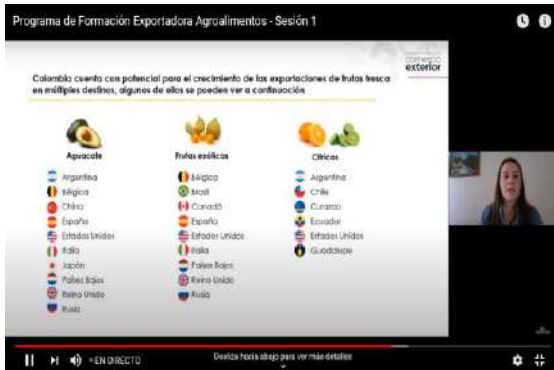 Programa de Formación Exportadora Agroalimentos - Sesión 1
comercio
exterior
Colombia cuenta con potencial para el crecimiento de las exportaciones de frutas fresca
en múltiples destinos, algunos de ellos se pueden ver a continuación
Aguacate
Argentina
Bélgica
China
España
Estados Unidos
Italia
Japón
Países Bajos
Reino Unido
Rusia
Frutas exóticas
Bélgica
Brasil
Canadá
España
Estados Unidos
Italia
Países Bajos
Reino Unido
Rusia
Cítricos
Argentina
Chile
Curazao
Ecuador
Estados Unidos
Guadalupe
EN DIRECTO
Desliza hacia abajo para ver más detalles